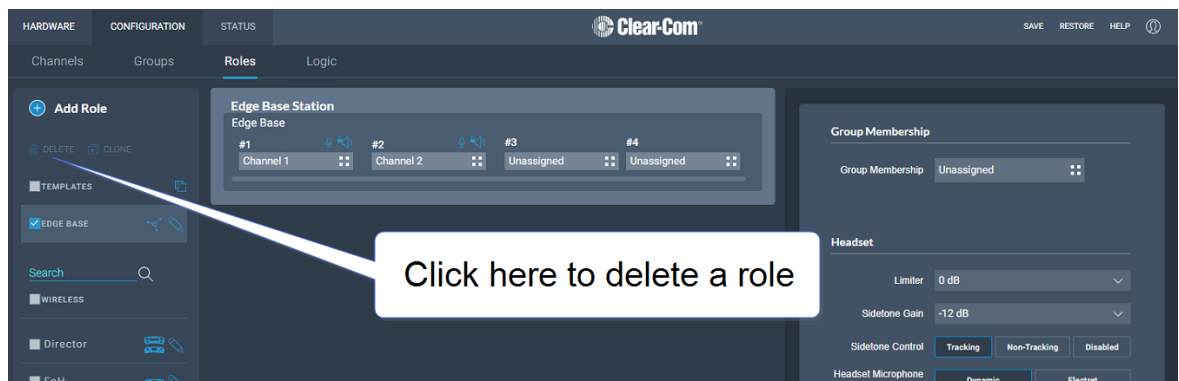 HARDWARE CONFIGURATION STATUS Clear-Com® SAVE RESTORE HELP
Channels Groups Roles Logic
Add Role
DELETE CLONE
TEMPLATES
EDGE BASE
Search
WIRELESS
Director
FoH
Edge Base Station
Edge Base
#1 #2 #3 #4
Channel 1 Channel 2 Unassigned Unassigned
Click here to delete a role
Group Membership
Group Membership Unassigned
Headset
Limiter 0 dB
Sidetone Gain -12 dB
Sidetone Control Tracking Non-Tracking Disabled
Headset Microphone Dynamic Electret